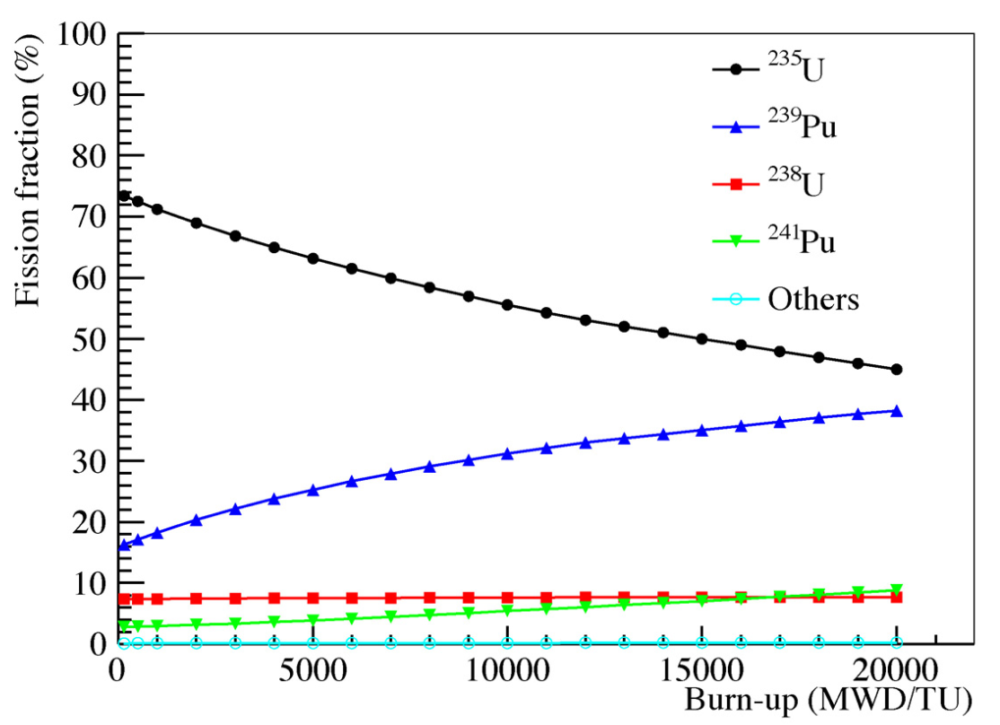 Fission fraction (%)
100
90
80
70
60
50
40
30
20
10
0
²³⁵U
²³⁹Pu
²³⁸U
²⁴¹Pu
Others
0 5000 10000 15000 20000
Burn-up (MWD/TU)